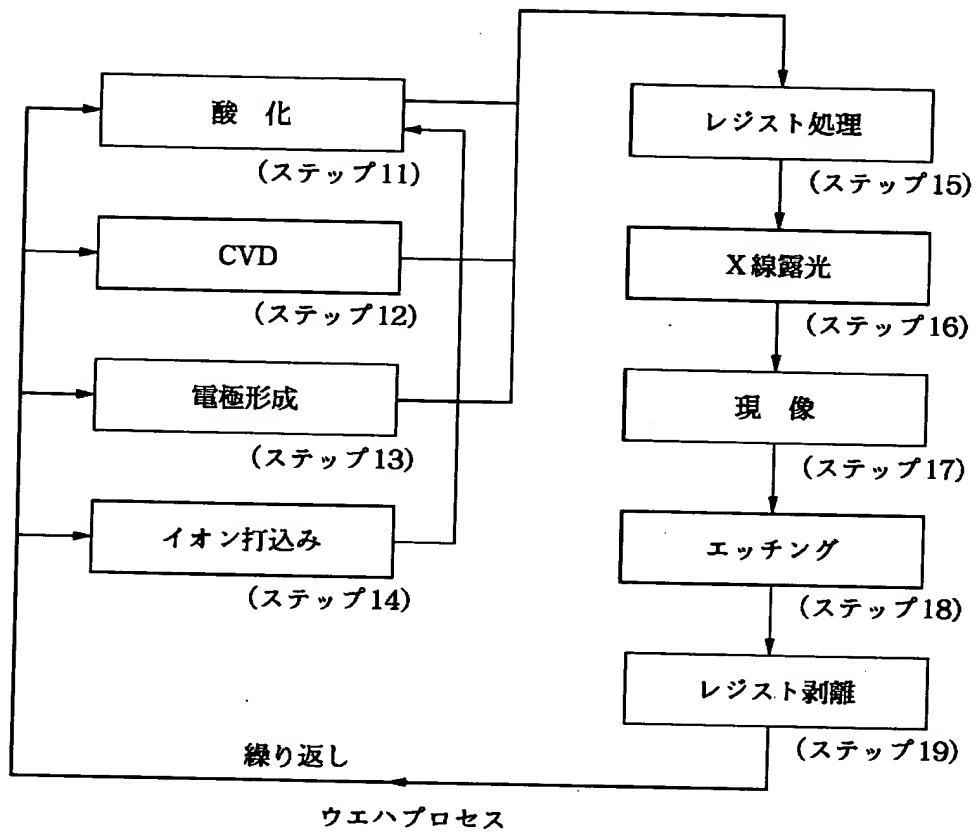 酸 化
(ステップ11)
CVD
(ステップ12)
電極形成
(ステップ13)
イオン打込み
(ステップ14)
レジスト処理
(ステップ15)
X線露光
(ステップ16)
現 像
(ステップ17)
エッチング
(ステップ18)
レジスト剥離
(ステップ19)
繰り返し
ウエハプロセス